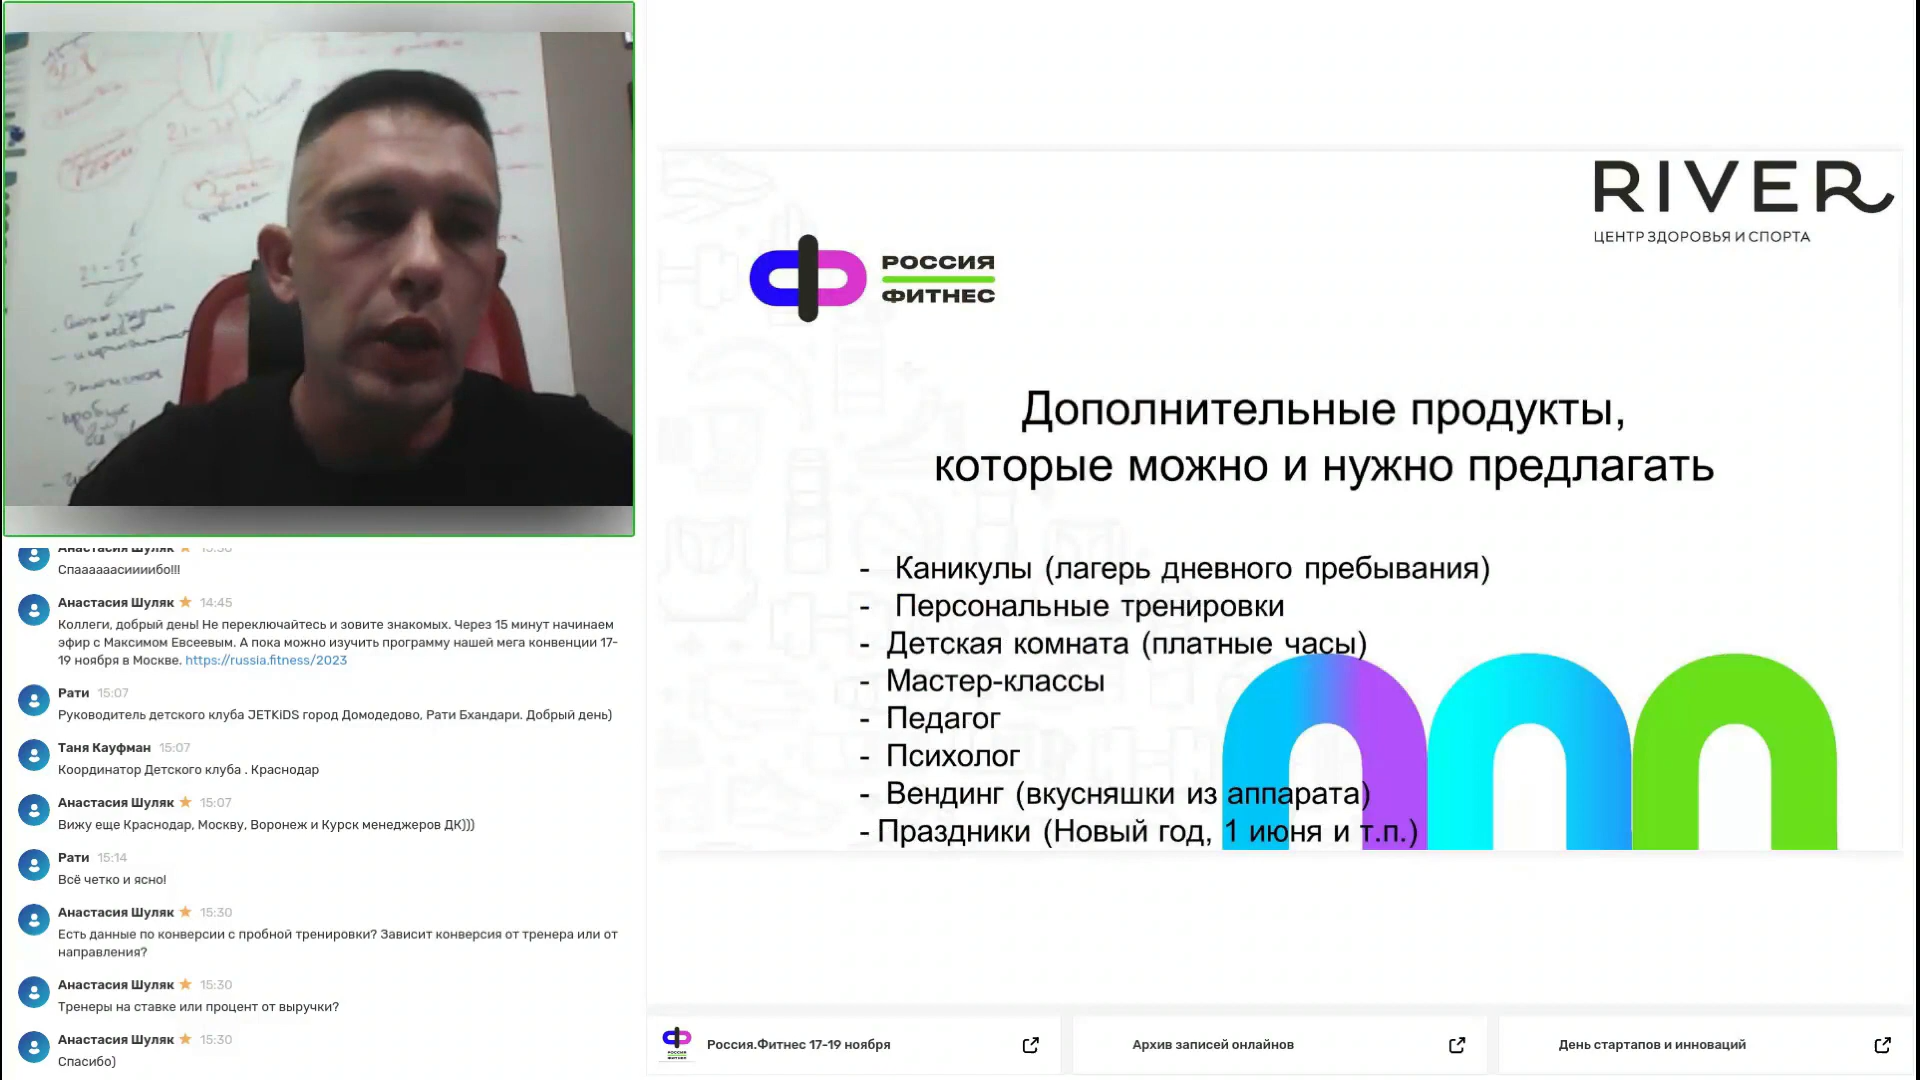 21-25
Анастасия Шуляк 15:30
Спаааааасиииибо!!!
Анастасия Шуляк 14:45
Коллеги, добрый день! Не переключайтесь и зовите знакомых. Через 15 минут начинаем
эфир с Максимом Евсеевым. А пока можно изучить программу нашей мега конвенции 17-
19 ноября в Москве. https://russia.fitness/2023
Рати 15:07
Руководитель детского клуба JETKiDS город Домодедово, Рати Бхандари. Добрый день)
Таня Кауфман 15:07
Координатор Детского клуба . Краснодар
Анастасия Шуляк 15:07
Вижу еще Краснодар, Москву, Воронеж и Курск менеджеров ДК)))
Рати 15:14
Всё четко и ясно!
Анастасия Шуляк 15:30
Есть данные по конверсии с пробной тренировки? Зависит конверсия от тренера или от
направления?
Анастасия Шуляк 15:30
Тренеры на ставке или процент от выручки?
Анастасия Шуляк 15:30
Спасибо)
RIVER
ЦЕНТР ЗДОРОВЬЯ И СПОРТА
РОССИЯ
ФИТНЕС
Дополнительные продукты,
которые можно и нужно предлагать
- Каникулы (лагерь дневного пребывания)
- Персональные тренировки
- Детская комната (платные часы)
- Мастер-классы
- Педагог
- Психолог
- Вендинг (вкусняшки из аппарата)
- Праздники (Новый год, 1 июня и т.п.)
Россия.Фитнес 17-19 ноября
Архив записей онлайнов
День стартапов и инноваций